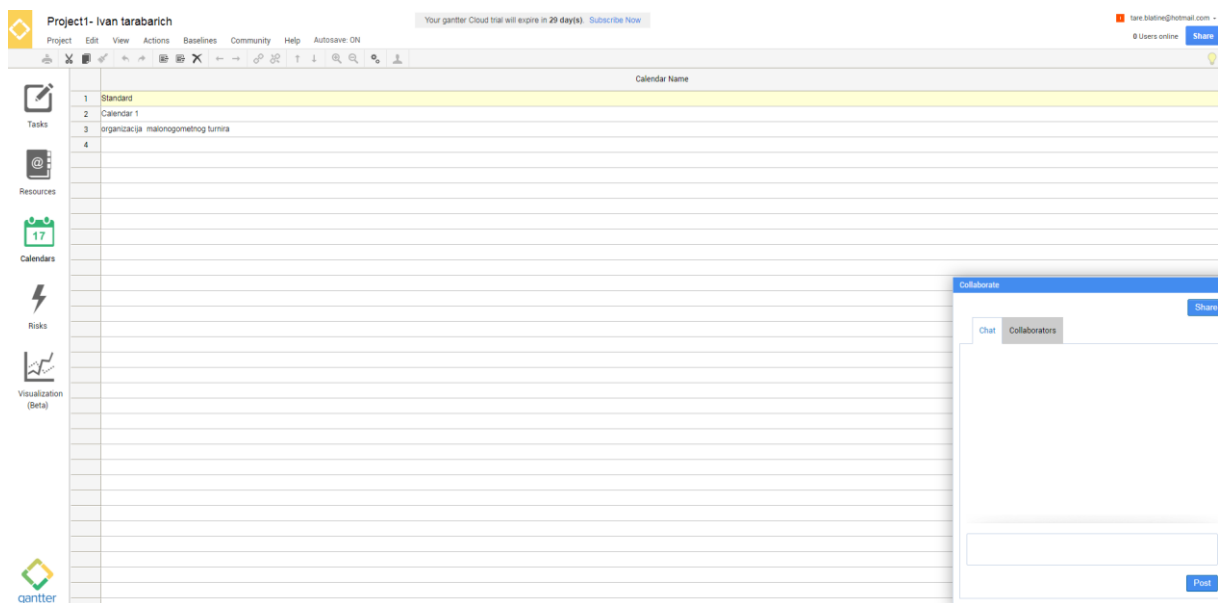 Project1- Ivan tarabarich
Your gantter Cloud trial will expire in 29 day(s). Subscribe Now
tare.blatine@hotmail.com
Project Edit View Actions Baselines Community Help Autosave: ON
0 Users online Share
Calendar Name
Tasks
1 Standard
2 Calendar 1
3 organizacija malonogometnog turnira
4
@
Resources
17
Calendars
Risks
Visualization
(Beta)
Collaborate
Share
Chat Collaborators
Post
gantter